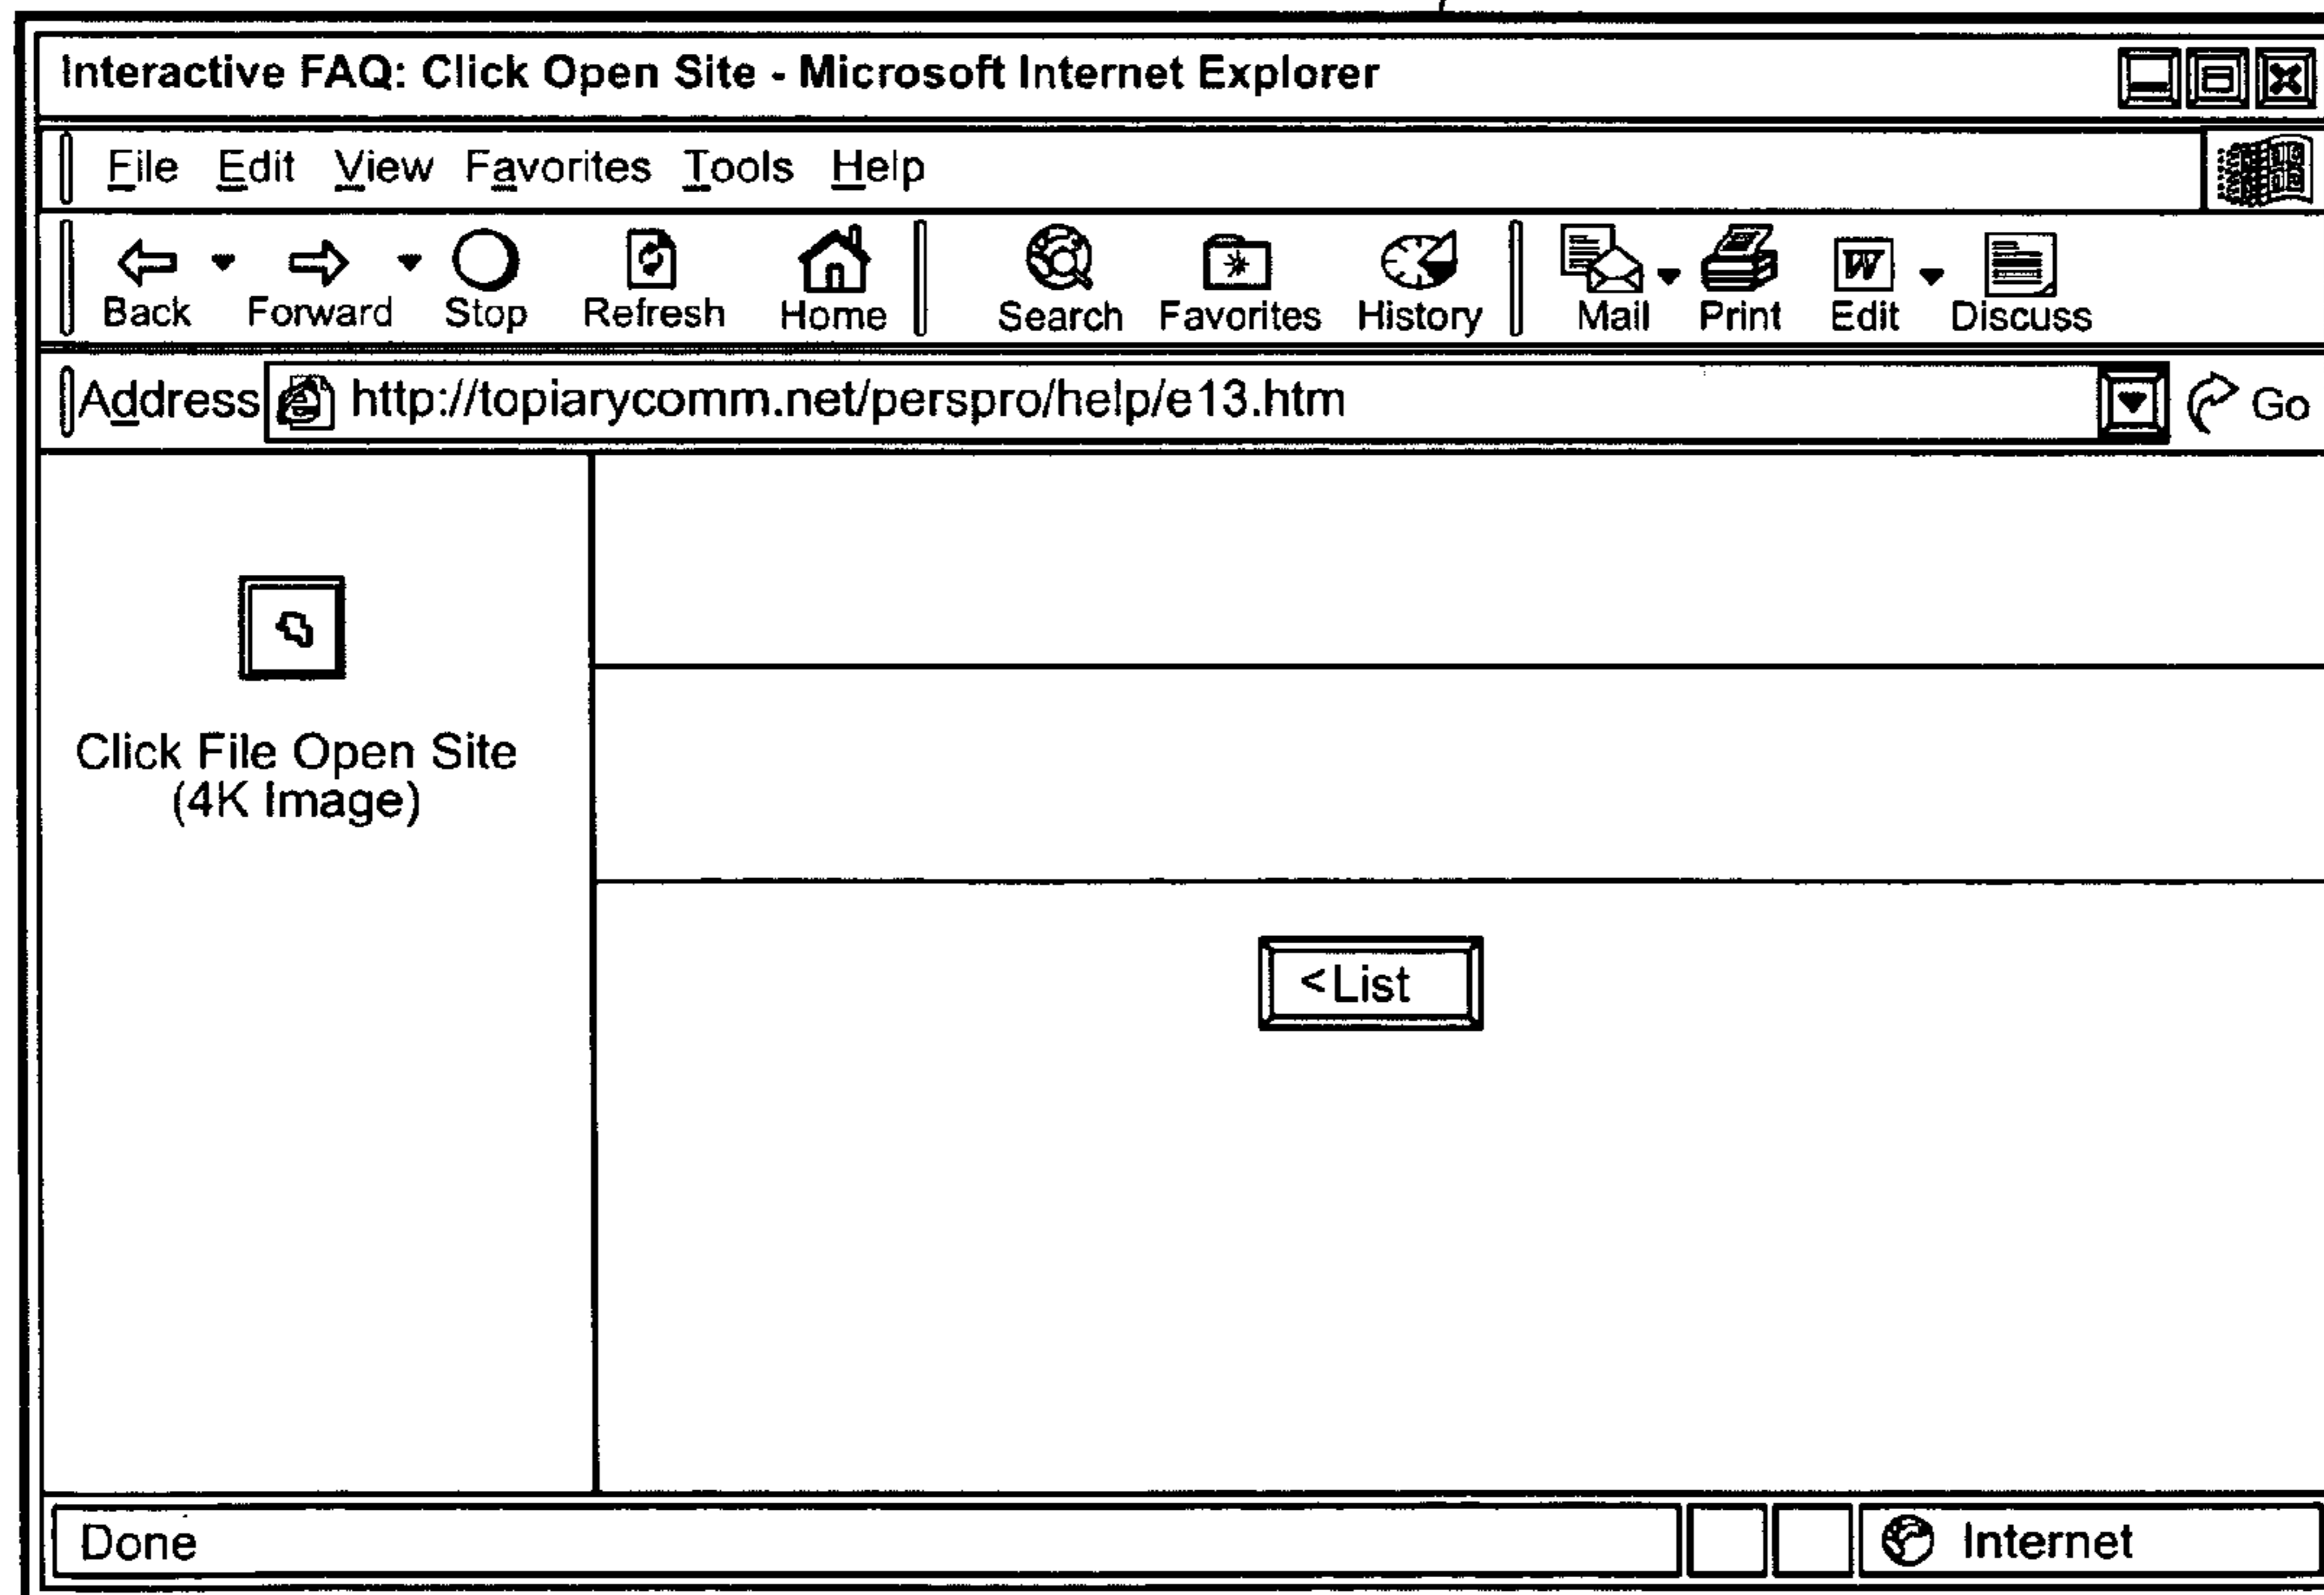 Interactive FAQ: Click Open Site - Microsoft Internet Explorer
File Edit View Favorites Tools Help
Back Forward Stop Refresh Home Search Favorites History Mail Print Edit Discuss
Address http://topiarycomm.net/perspro/help/e13.htm Go
Click File Open Site
(4K Image)
<List
Done Internet